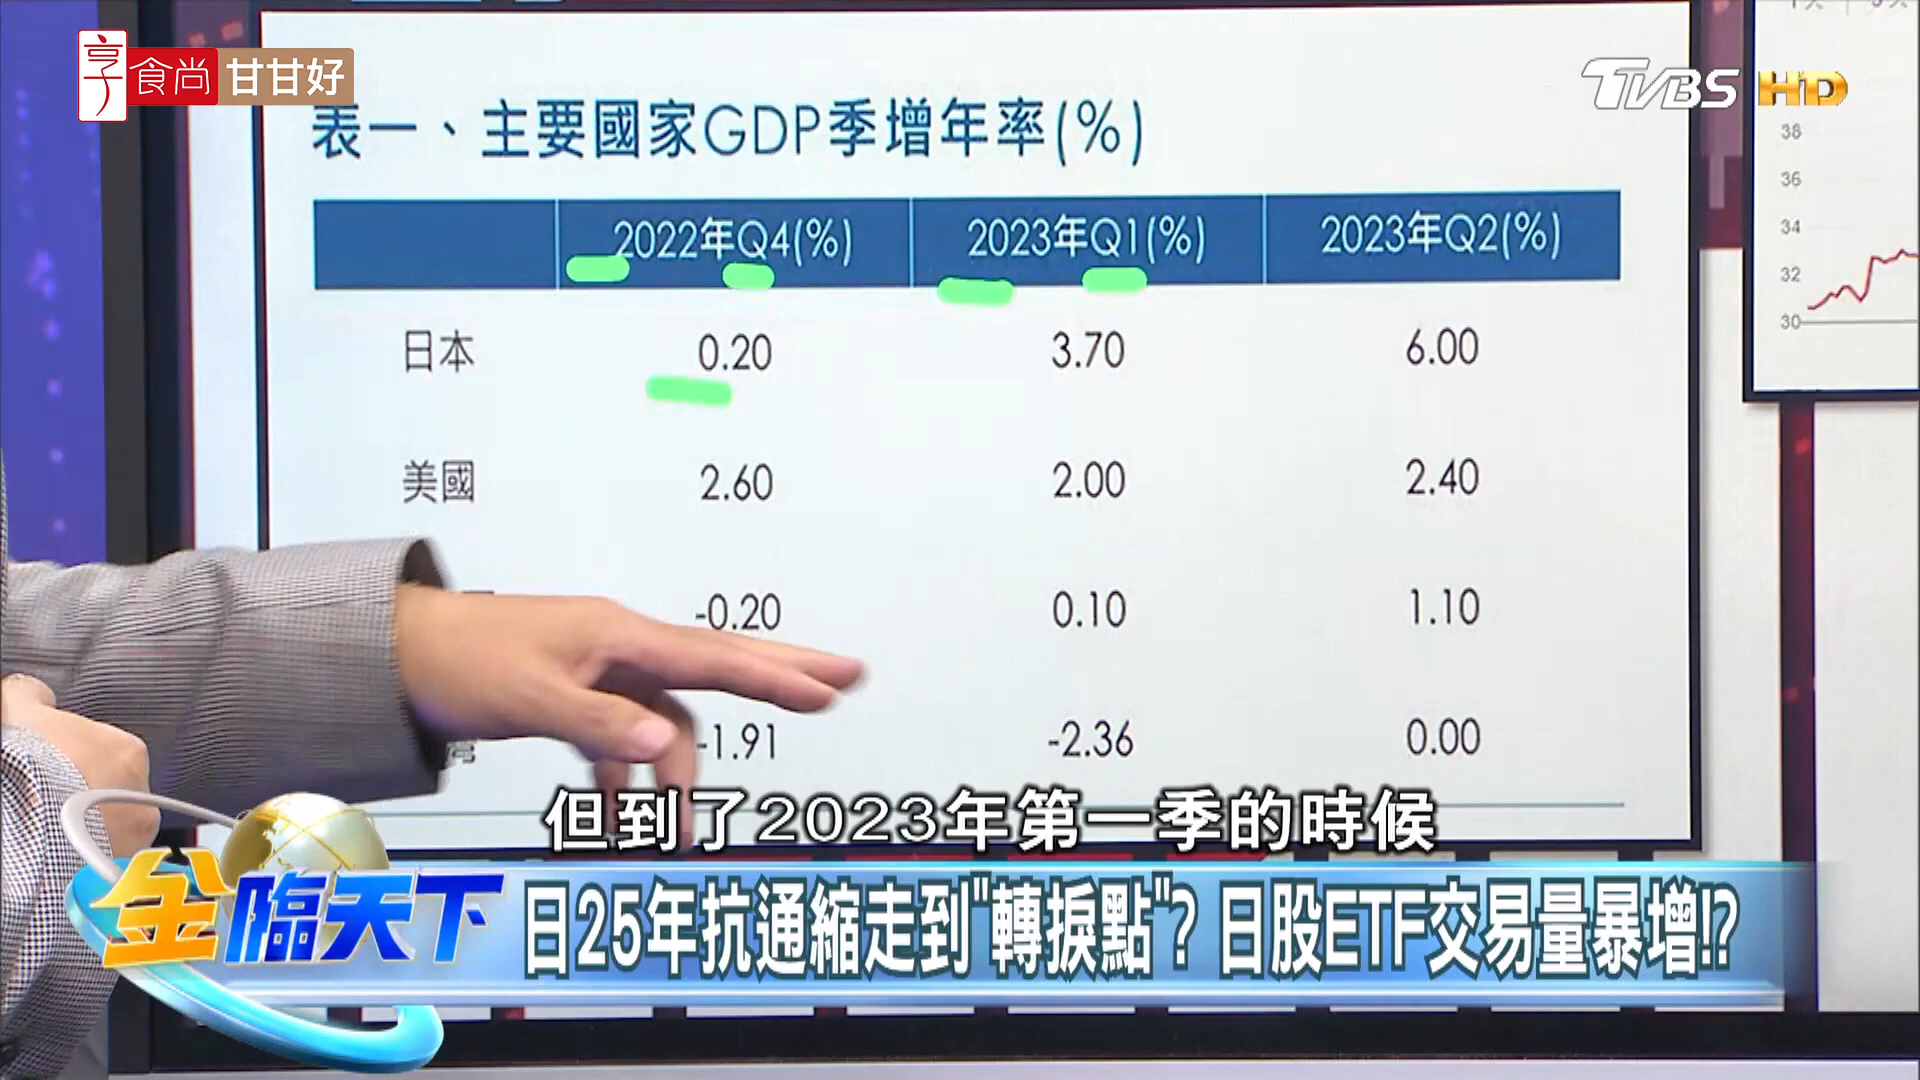 享食尚 甘甘好
TVBS HD
表一、主要國家GDP季增年率(%)
2022年Q4(%) 2023年Q1(%) 2023年Q2(%)
日本 0.20 3.70 6.00
美國 2.60 2.00 2.40
-0.20 0.10 1.10
灣 -1.91 -2.36 0.00
38
36
34
32
30
但到了2023年第一季的時候
金臨天下
日25年抗通縮走到"轉捩點"? 日股ETF交易量暴增!?